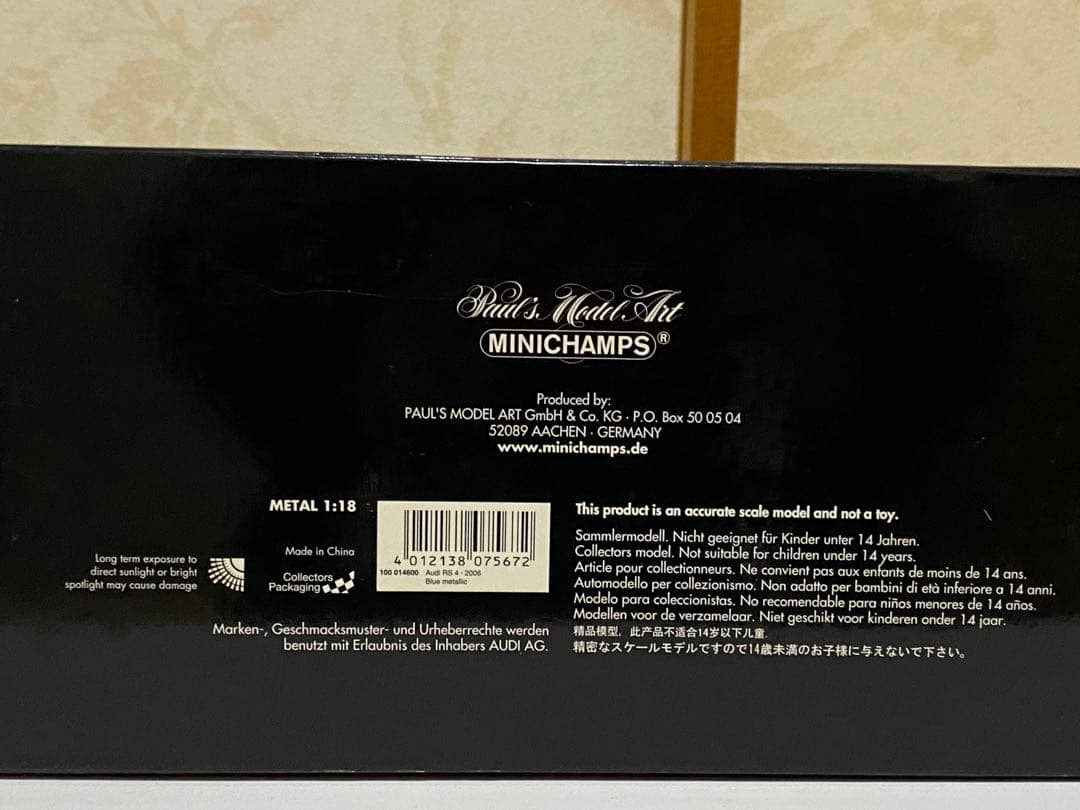 Paul's Model Art
MINICHAMPS®
Produced by:
PAUL'S MODEL ART GmbH & Co. KG · P.O. Box 50 05 04
52089 AACHEN · GERMANY
www.minichamps.de
METAL 1:18
Made in China
Collectors
Packaging
Long term exposure to
direct sunlight or bright
spotlight may cause damage
4 012138 075672
100 014600 Audi RS 4 · 2006
Blue metallic
Marken-, Geschmacksmuster- und Urheberrechte werden
benutzt mit Erlaubnis des Inhabers AUDI AG.
This product is an accurate scale model and not a toy.
Sammlermodell. Nicht geeignet für Kinder unter 14 Jahren.
Collectors model. Not suitable for children under 14 years.
Article pour collectionneurs. Ne convient pas aux enfants de moins de 14 ans.
Automodello per collezionismo. Non adatto per bambini di età inferiore a 14 anni.
Modelo para coleccionistas. No recomendable para niños menores de 14 años.
Modellen voor de verzamelaar. Niet geschikt voor kinderen onder 14 jaar.
精品模型，此产品不适合14岁以下儿童.
精密なスケールモデルですので14歳未満のお子様に与えないで下さい。